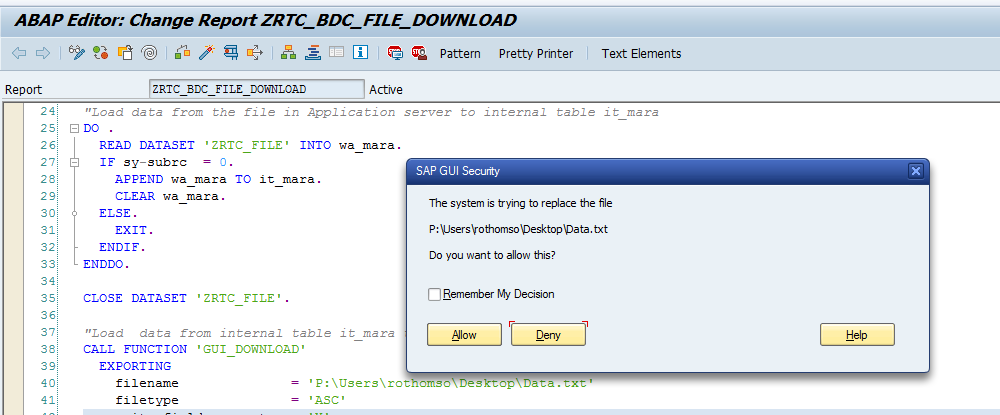 ABAP Editor: Change Report ZRTC_BDC_FILE_DOWNLOAD
Pattern Pretty Printer Text Elements
Report ZRTC_BDC_FILE_DOWNLOAD Active
24 "Load data from the file in Application server to internal table it_mara
25 DO .
26 READ DATASET 'ZRTC_FILE' INTO wa_mara.
27 IF sy-subrc = 0.
28 APPEND wa_mara TO it_mara.
29 CLEAR wa_mara.
30 ELSE.
31 EXIT.
32 ENDIF.
33 ENDDO.
34
35 CLOSE DATASET 'ZRTC_FILE'.
36
37 "Load data from internal table it_mara
38 CALL FUNCTION 'GUI_DOWNLOAD'
39 EXPORTING
40 filename = 'P:\Users\rothomso\Desktop\Data.txt'
41 filetype = 'ASC'
SAP GUI Security
The system is trying to replace the file
P:\Users\rothomso\Desktop\Data.txt
Do you want to allow this?
Remember My Decision
Allow Deny Help